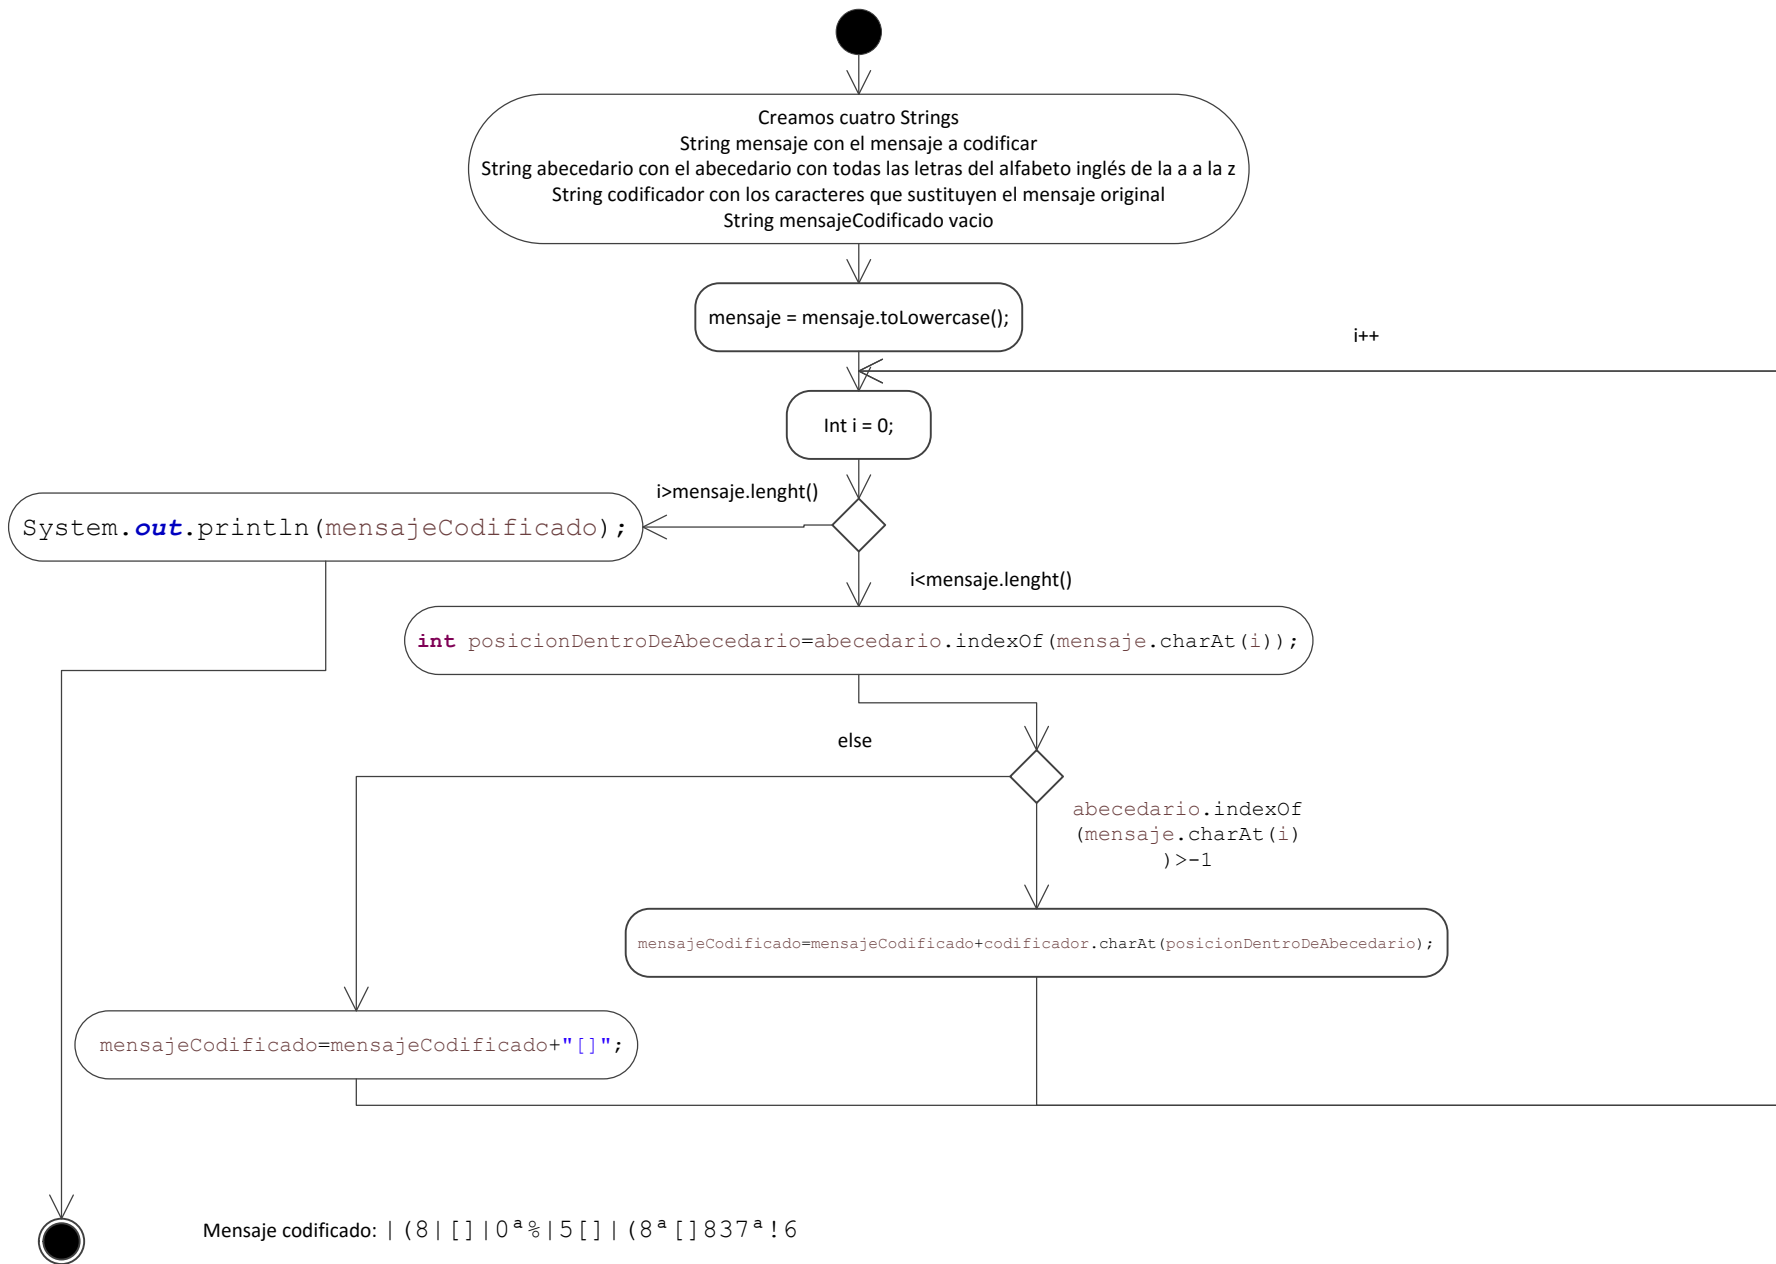 Creamos cuatro Strings
String mensaje con el mensaje a codificar
String abecedario con el abecedario con todas las letras del alfabeto inglés de la a a la z
String codificador con los caracteres que sustituyen el mensaje original
String mensajeCodificado vacio
mensaje = mensaje.toLowercase();
i++
Int i = 0;
i>mensaje.lenght()
System.out.println(mensajeCodificado);
i<mensaje.lenght()
int posicionDentroDeAbecedario=abecedario.indexOf(mensaje.charAt(i));
else
abecedario.indexOf
(mensaje.charAt(i)
)>-1
mensajeCodificado=mensajeCodificado+codificador.charAt(posicionDentroDeAbecedario);
mensajeCodificado=mensajeCodificado+"[]";
Mensaje codificado: |(8|[]|0ª%|5[]|(8ª[]837ª!6